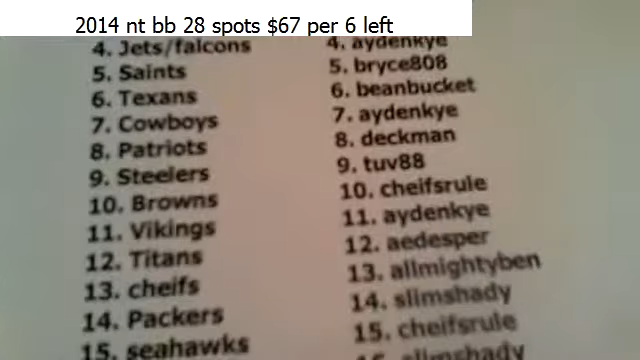 2014 nt bb 28 spots $67 per 6 left
4. Jets/falcons
5. Saints
6. Texans
7. Cowboys
8. Patriots
9. Steelers
10. Browns
11. Vikings
12. Titans
13. cheifs
14. Packers
15. seahawks
4. aydenkye
5. bryce808
6. beanbucket
7. aydenkye
8. deckman
9. tuv88
10. cheifsrule
11. aydenkye
12. aedesper
13. allmightyben
14. slimshady
15. cheifsrule
16. slimshady